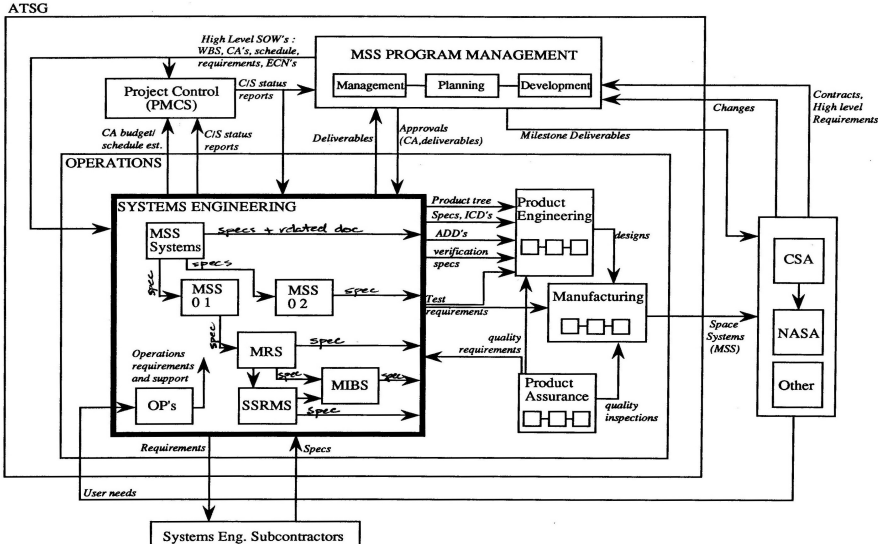 ATSG
High Level SOW's :
WBS, CA's, schedule,
requirements, ECN's
MSS PROGRAM MANAGEMENT
Management
Planning
Development
Project Control
(PMCS)
C/S status
reports
Contracts,
High level
Requirements
Changes
CA budget/
schedule est.
C/S status
reports
Deliverables
Approvals
(CA,deliverables)
Milestone Deliverables
OPERATIONS
SYSTEMS ENGINEERING
MSS
Systems
specs + related doc
specs
spec
MSS
0 1
MSS
0 2
spec
spec
MRS
spec
spec
MIBS
spec
SSRMS
spec
Operations
requirements
and support
OP's
Product tree
Specs, ICD's
ADD's
verification
specs
Test
requirements
Product
Engineering
designs
Manufacturing
quality
requirements
Product
Assurance
quality
inspections
Space
Systems
(MSS)
CSA
NASA
Other
Requirements
Specs
User needs
Systems Eng. Subcontractors